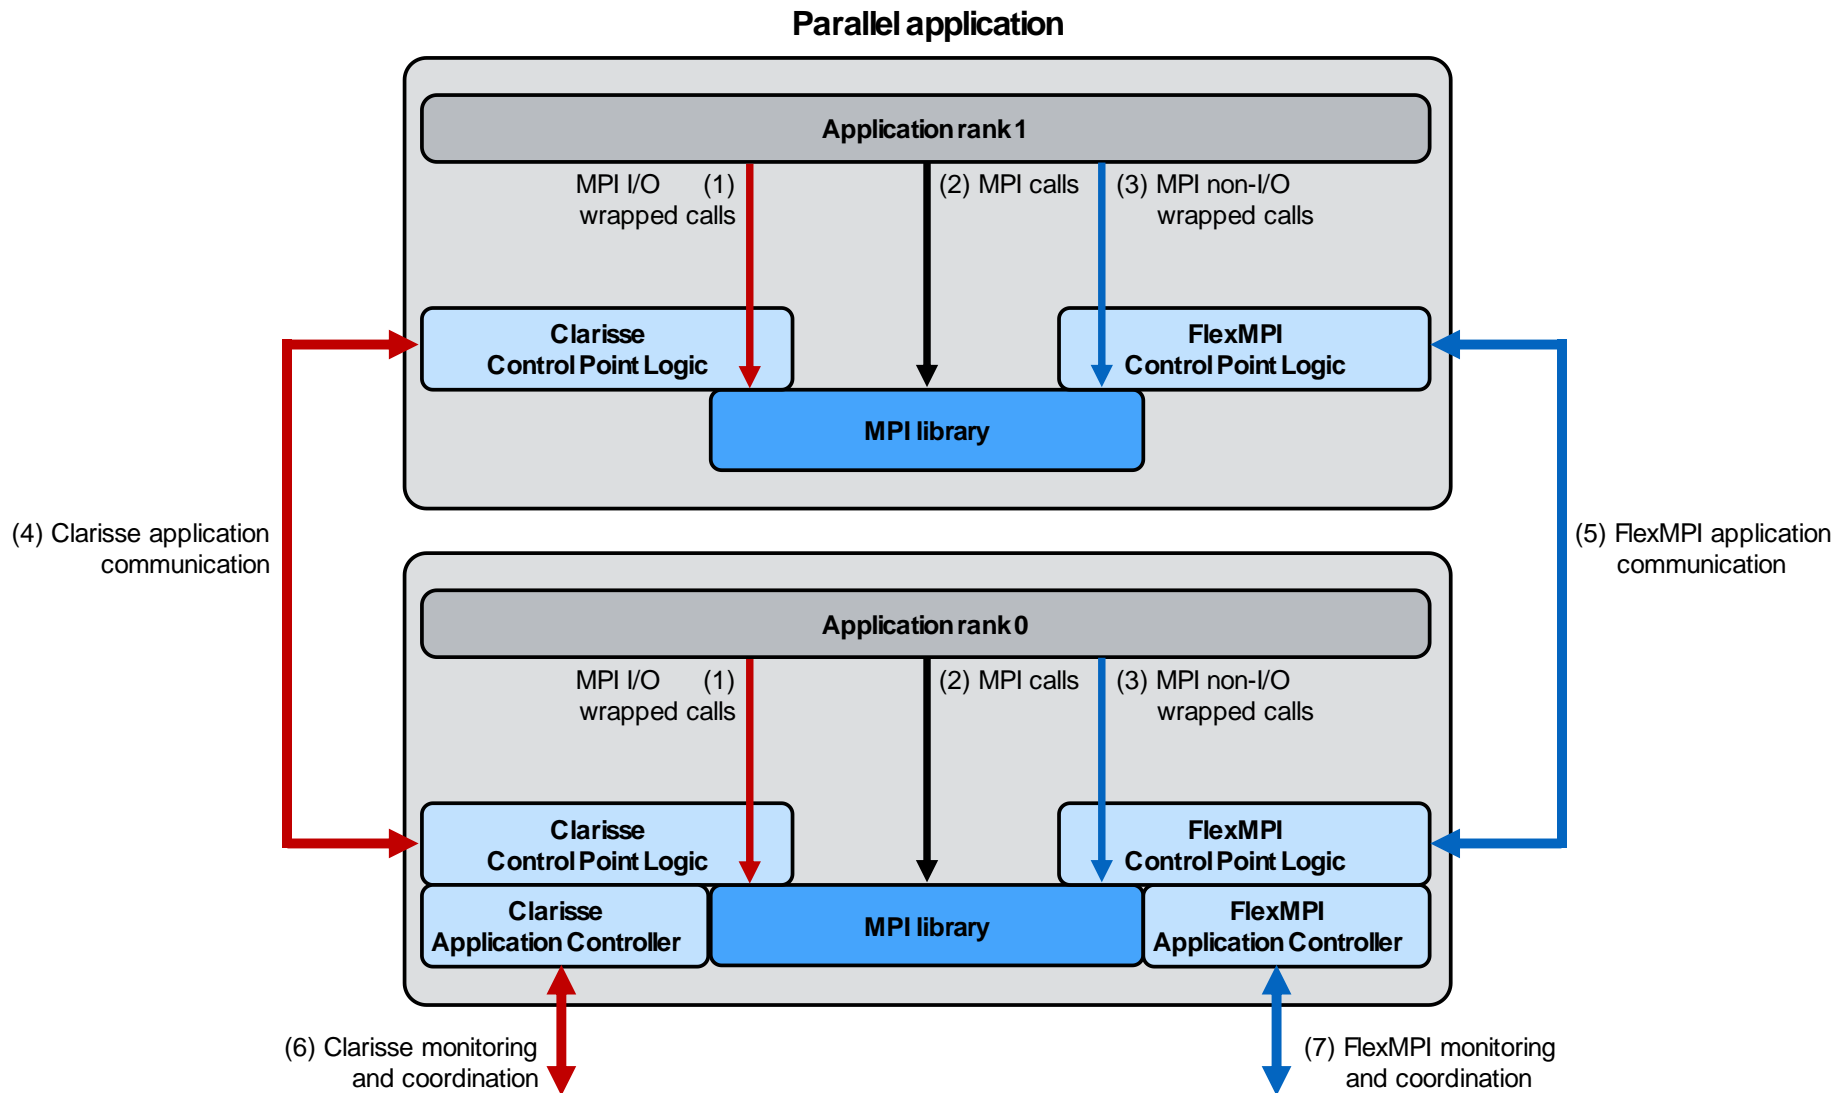 Parallel application
Application rank 1
MPI I/O (1)
wrapped calls
(2) MPI calls
(3) MPI non-I/O
wrapped calls
Clarisse
Control Point Logic
FlexMPI
Control Point Logic
MPI library
(4) Clarisse application
communication
(5) FlexMPI application
communication
Application rank 0
MPI I/O (1)
wrapped calls
(2) MPI calls
(3) MPI non-I/O
wrapped calls
Clarisse
Control Point Logic
FlexMPI
Control Point Logic
Clarisse
Application Controller
MPI library
FlexMPI
Application Controller
(6) Clarisse monitoring
and coordination
(7) FlexMPI monitoring
and coordination